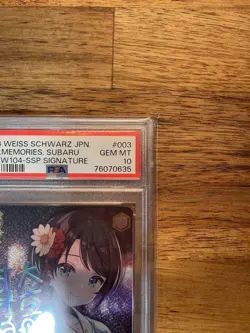 WEISS SCHWARZ JPN. #003
MEMORIES, SUBARU GEM MT
W104-SSP SIGNATURE 10
PSA 76070635